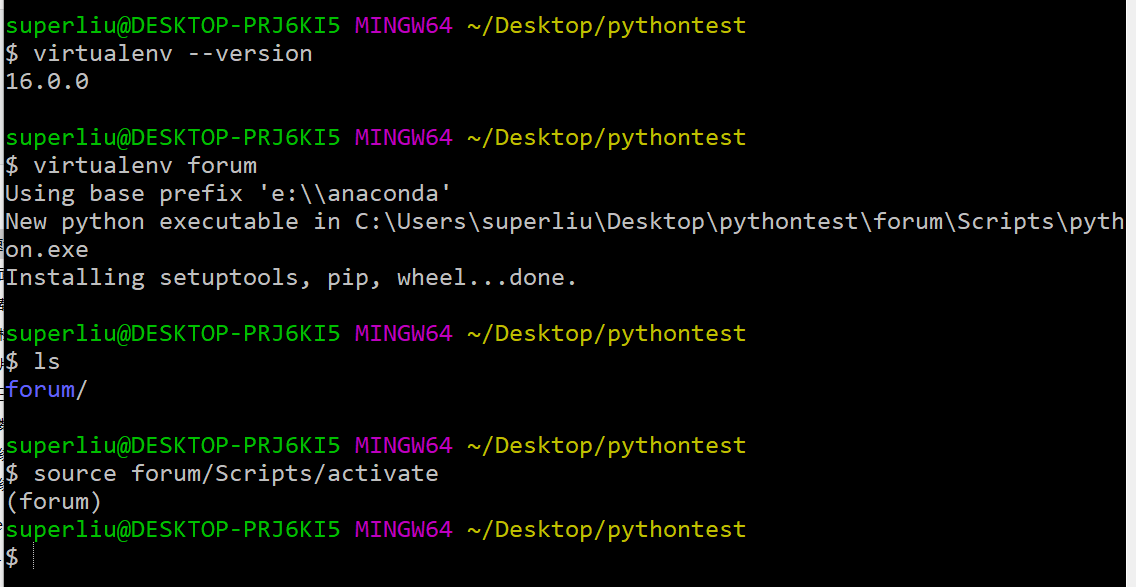 superliu@DESKTOP-PRJ6KI5 MINGW64 ~/Desktop/pythontest
$ virtualenv --version
16.0.0
superliu@DESKTOP-PRJ6KI5 MINGW64 ~/Desktop/pythontest
$ virtualenv forum
Using base prefix 'e:\\anaconda'
New python executable in C:\Users\superliu\Desktop\pythontest\forum\Scripts\pyth
on.exe
Installing setuptools, pip, wheel...done.
superliu@DESKTOP-PRJ6KI5 MINGW64 ~/Desktop/pythontest
$ ls
forum/
superliu@DESKTOP-PRJ6KI5 MINGW64 ~/Desktop/pythontest
$ source forum/Scripts/activate
(forum)
superliu@DESKTOP-PRJ6KI5 MINGW64 ~/Desktop/pythontest
$